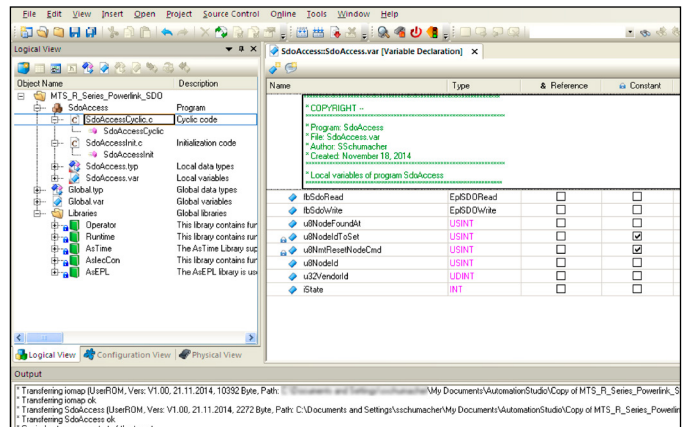 File Edit View Insert Open Project Source Control Online Tools Window Help
Logical View
SdoAccess::SdoAccess.var [Variable Declaration]
Object Name Description
MTS_R_Series_Powerlink_SDO
SdoAccess Program
SdoAccessCyclic.c Cyclic code
SdoAccessCyclic
SdoAccessInit.c Initialization code
SdoAccessInit
SdoAccess.typ Local data types
SdoAccess.var Local variables
Global.typ Global data types
Global.var Global variables
Libraries Global libraries
Operator This library contains fun
Runtime This library contains run
AsTime The AsTime Library sup
AsIecCon This library contains fun
AsEPL The AsEPL library is use
Logical View Configuration View Physical View
Name Type & Reference Constant
* COPYRIGHT --
* Program: SdoAccess
* File: SdoAccess.var
* Author: SSchumacher
* Created: November 18, 2014
* Local variables of program SdoAccess
fbSdoRead EplSDORead
fbSdoWrite EplSDOWrite
u8NodeFoundAt USINT
u8NodeIdToSet USINT
u8NmtResetNodeCmd USINT
u8NodeId USINT
u32VendorId UDINT
iState INT
Output
* Transferring iomap (UserROM, Vers: V1.00, 21.11.2014, 10392 Byte, Path: \My Documents\AutomationStudio\Copy of MTS_R_Series_Powerlink_S
* Transferring iomap ok
* Transferring SdoAccess (UserROM, Vers: V1.00, 21.11.2014, 2272 Byte, Path: C:\Documents and Settings\sschumacher\My Documents\AutomationStudio\Copy of MTS_R_Series_Powerlin
* Transferring SdoAccess ok